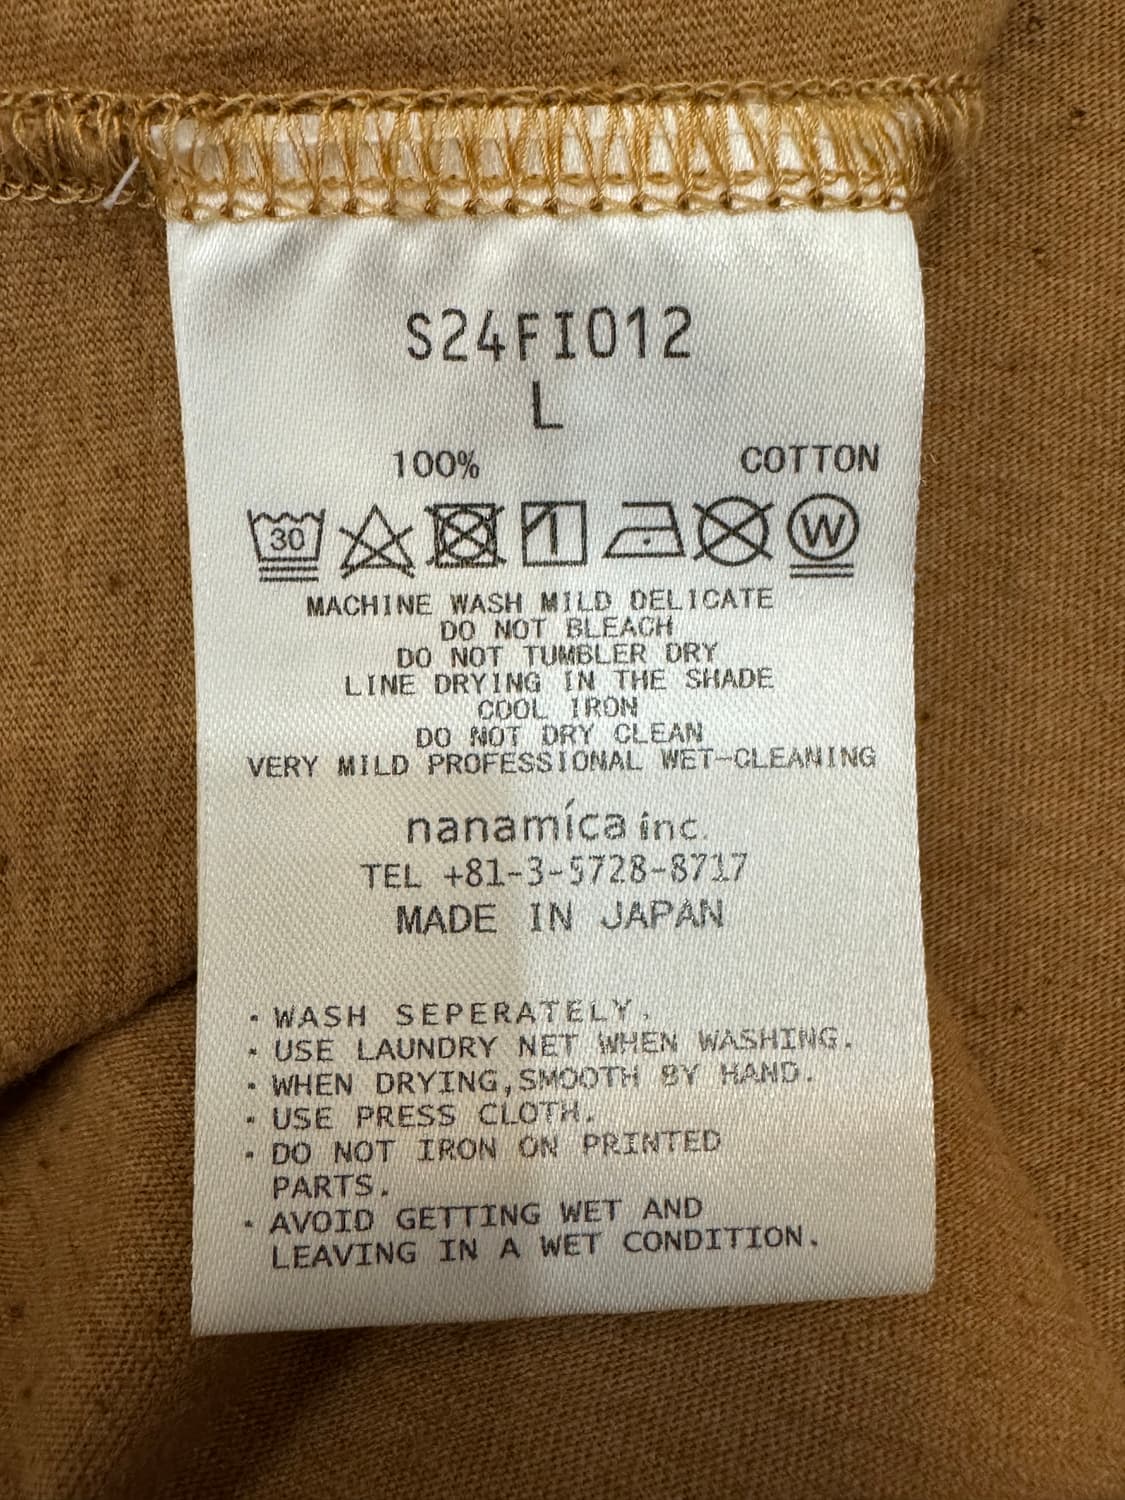 S24FI012
L
100% COTTON
30 W
MACHINE WASH MILD DELICATE
DO NOT BLEACH
DO NOT TUMBLER DRY
LINE DRYING IN THE SHADE
COOL IRON
DO NOT DRY CLEAN
VERY MILD PROFESSIONAL WET-CLEANING
nanamíca inc.
TEL +81-3-5728-8717
MADE IN JAPAN
・WASH SEPERATELY.
・USE LAUNDRY NET WHEN WASHING.
・WHEN DRYING,SMOOTH BY HAND.
・USE PRESS CLOTH.
・DO NOT IRON ON PRINTED
PARTS.
・AVOID GETTING WET AND
LEAVING IN A WET CONDITION.